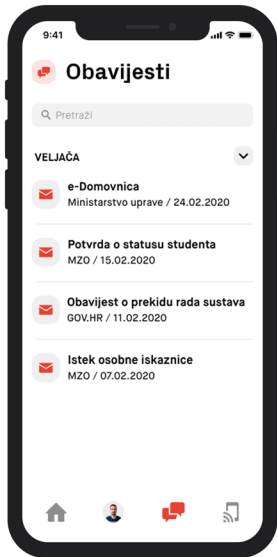 9:41
Obavijesti
Pretraži
VELJAČA
e-Domovnica
Ministarstvo uprave / 24.02.2020
Potvrda o statusu studenta
MZO / 15.02.2020
Obavijest o prekidu rada sustava
GOV.HR / 11.02.2020
Istek osobne iskaznice
MZO / 07.02.2020